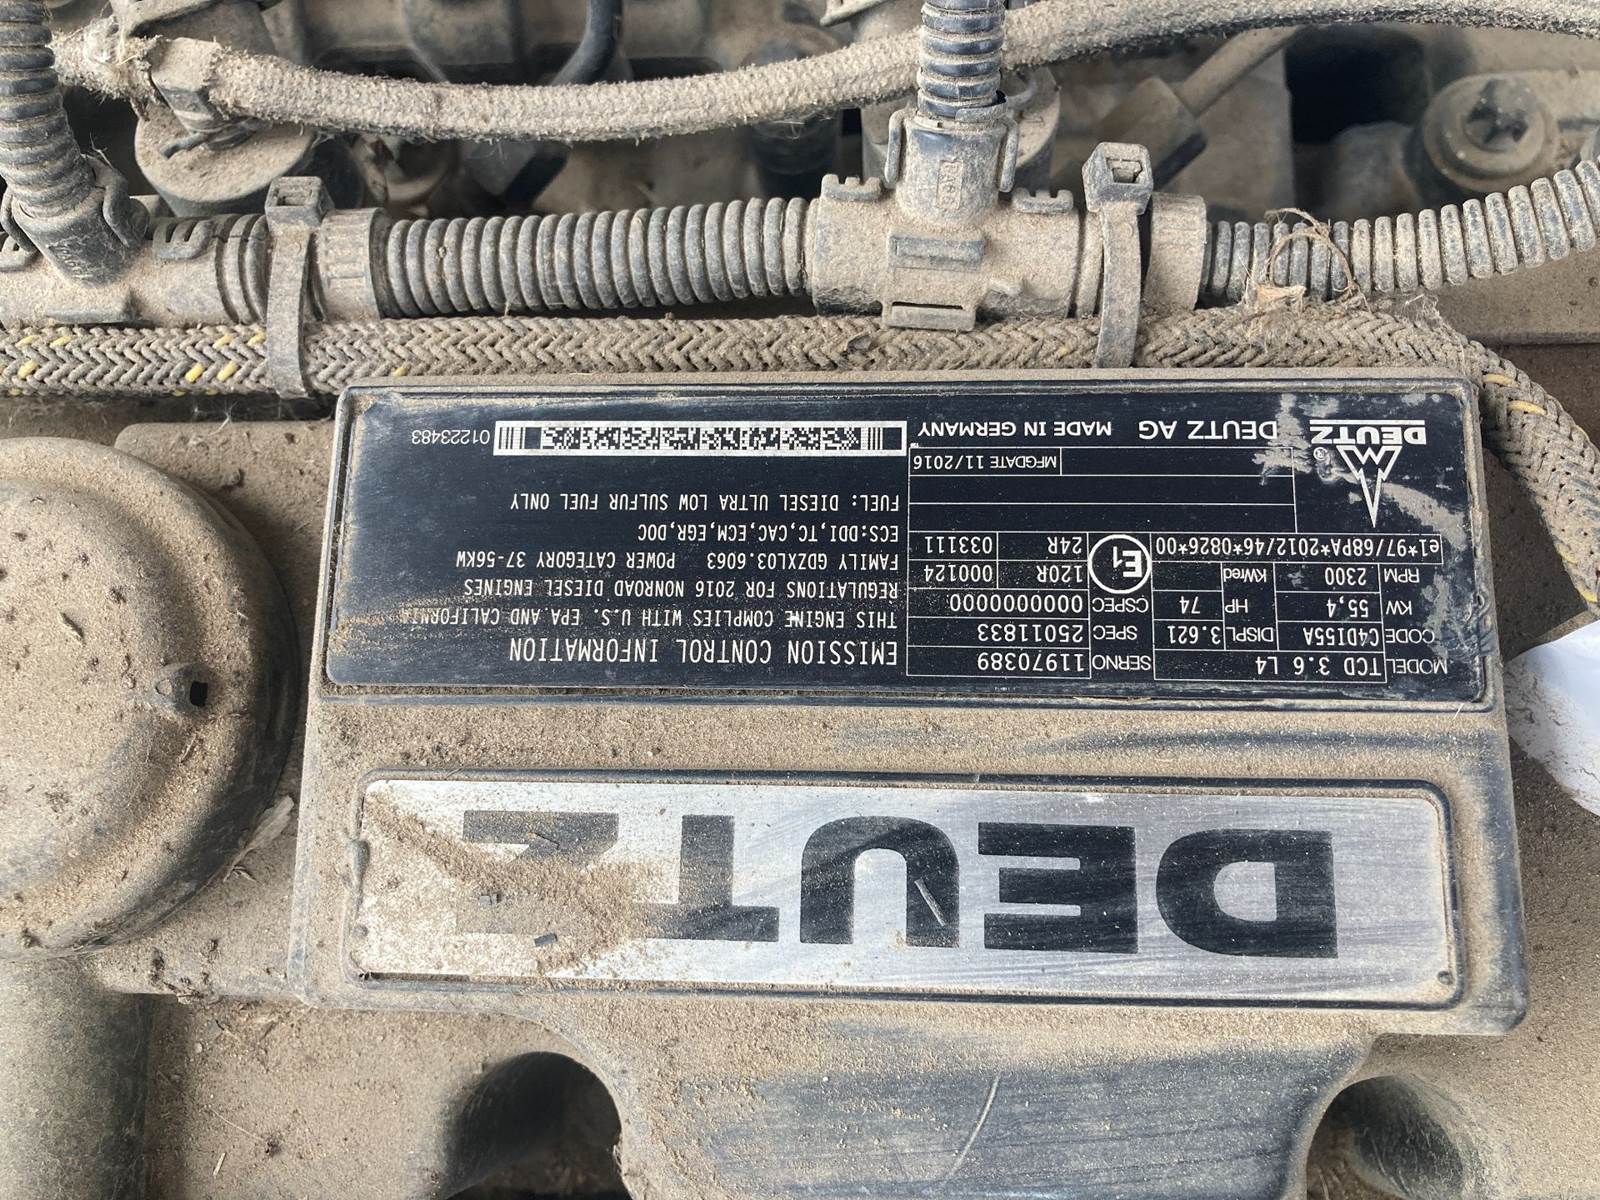 DEUTZ
MODEL TCD 3.6 L4
CODE C4DI55A DISPL 3.621
KW 55,4 HP 74
RPM 2300 KWred
e1*97/68PA*2012/46*0826*00
SERNO 11970389
SPEC 25011833
CSPEC 000000000
E1 120R 000124
24R 033111
MFGDATE 11/2016
DEUTZ
DEUTZ AG MADE IN GERMANY
EMISSION CONTROL INFORMATION
THIS ENGINE COMPLIES WITH U.S. EPA AND CALIFORNIA
REGULATIONS FOR 2016 NONROAD DIESEL ENGINES
FAMILY GDZXL03.6063 POWER CATEGORY 37-56KW
ECS:DDI,TC,CAC,ECM,EGR,DOC
FUEL: DIESEL ULTRA LOW SULFUR FUEL ONLY
01223483